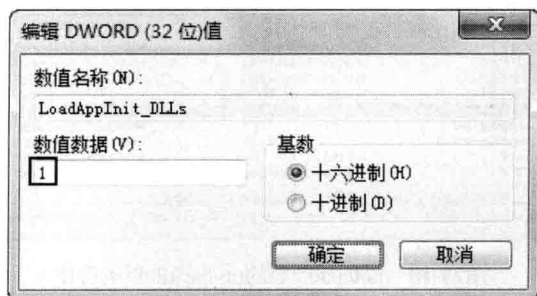 编辑 DWORD (32 位)值
数值名称(N):
LoadAppInit_DLLs
数值数据(V):
1
基数
十六进制(H)
十进制(D)
确定
取消